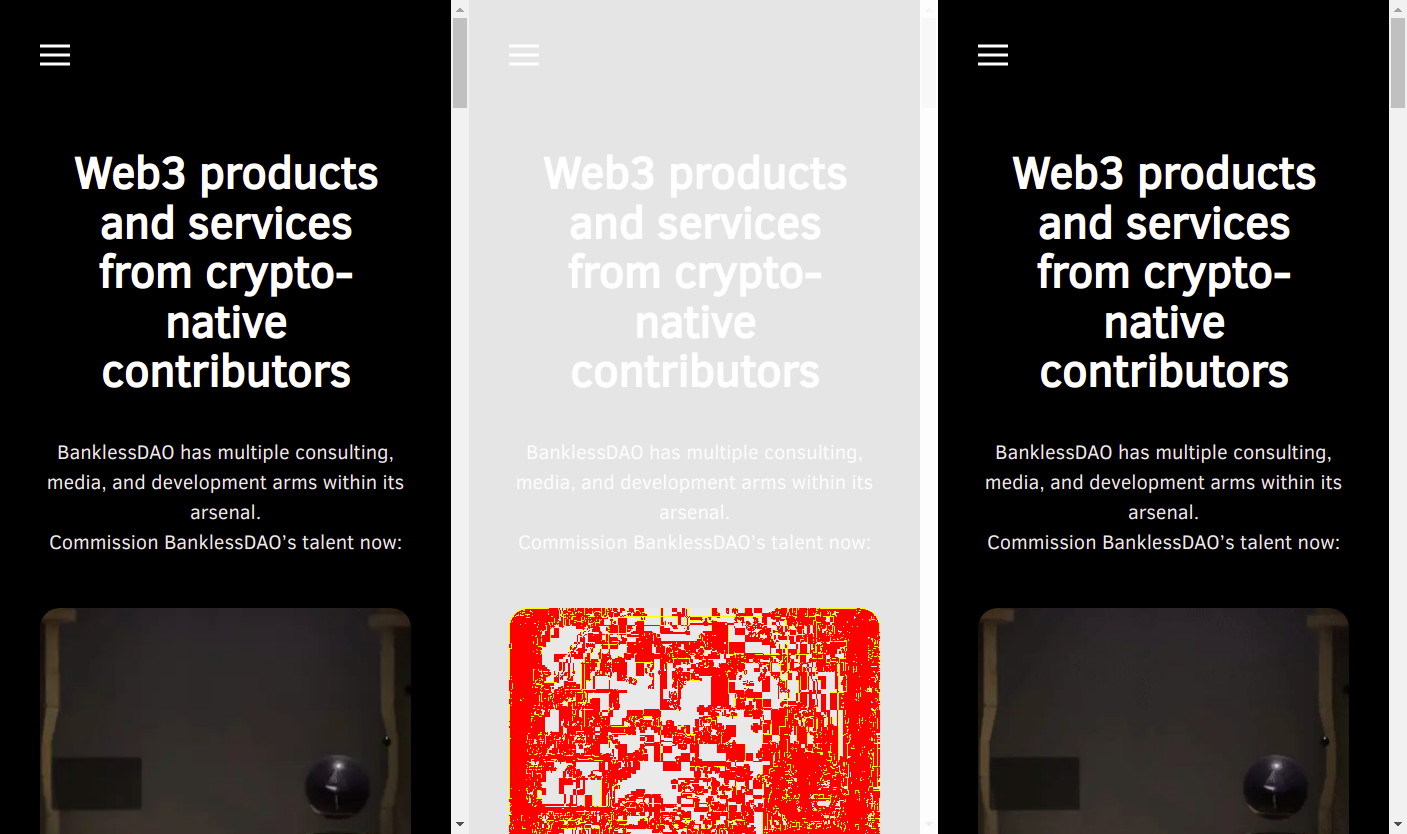 Web3 products
and services
from crypto-
native
contributors
BanklessDAO has multiple consulting,
media, and development arms within its
arsenal.
Commission BanklessDAO’s talent now:
Web3 products
and services
from crypto-
native
contributors
BanklessDAO has multiple consulting,
media, and development arms within its
arsenal.
Commission BanklessDAO’s talent now:
Web3 products
and services
from crypto-
native
contributors
BanklessDAO has multiple consulting,
media, and development arms within its
arsenal.
Commission BanklessDAO’s talent now: